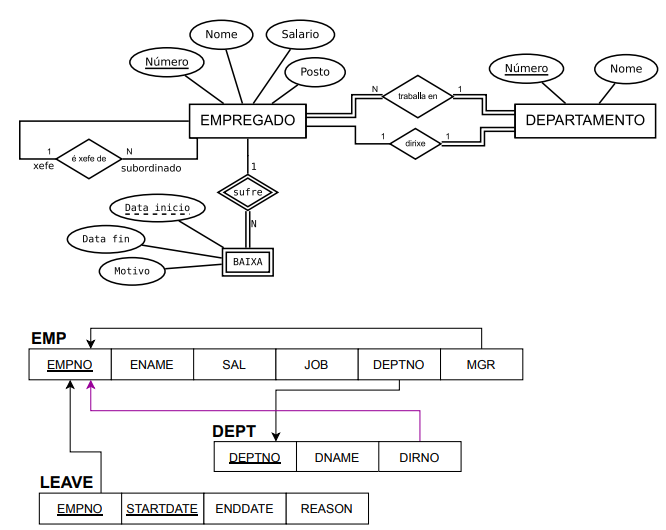 Nome
Salario
Número
Posto
Número
Nome
EMPREGADO
N
traballa en
1
DEPARTAMENTO
1
dirixe
1
1
é xefe de
N
xefe
subordinado
1
sufre
N
Data inicio
Data fin
Motivo
BAIXA
EMP
EMPNO ENAME SAL JOB DEPTNO MGR
DEPT
DEPTNO DNAME DIRNO
LEAVE
EMPNO STARTDATE ENDDATE REASON